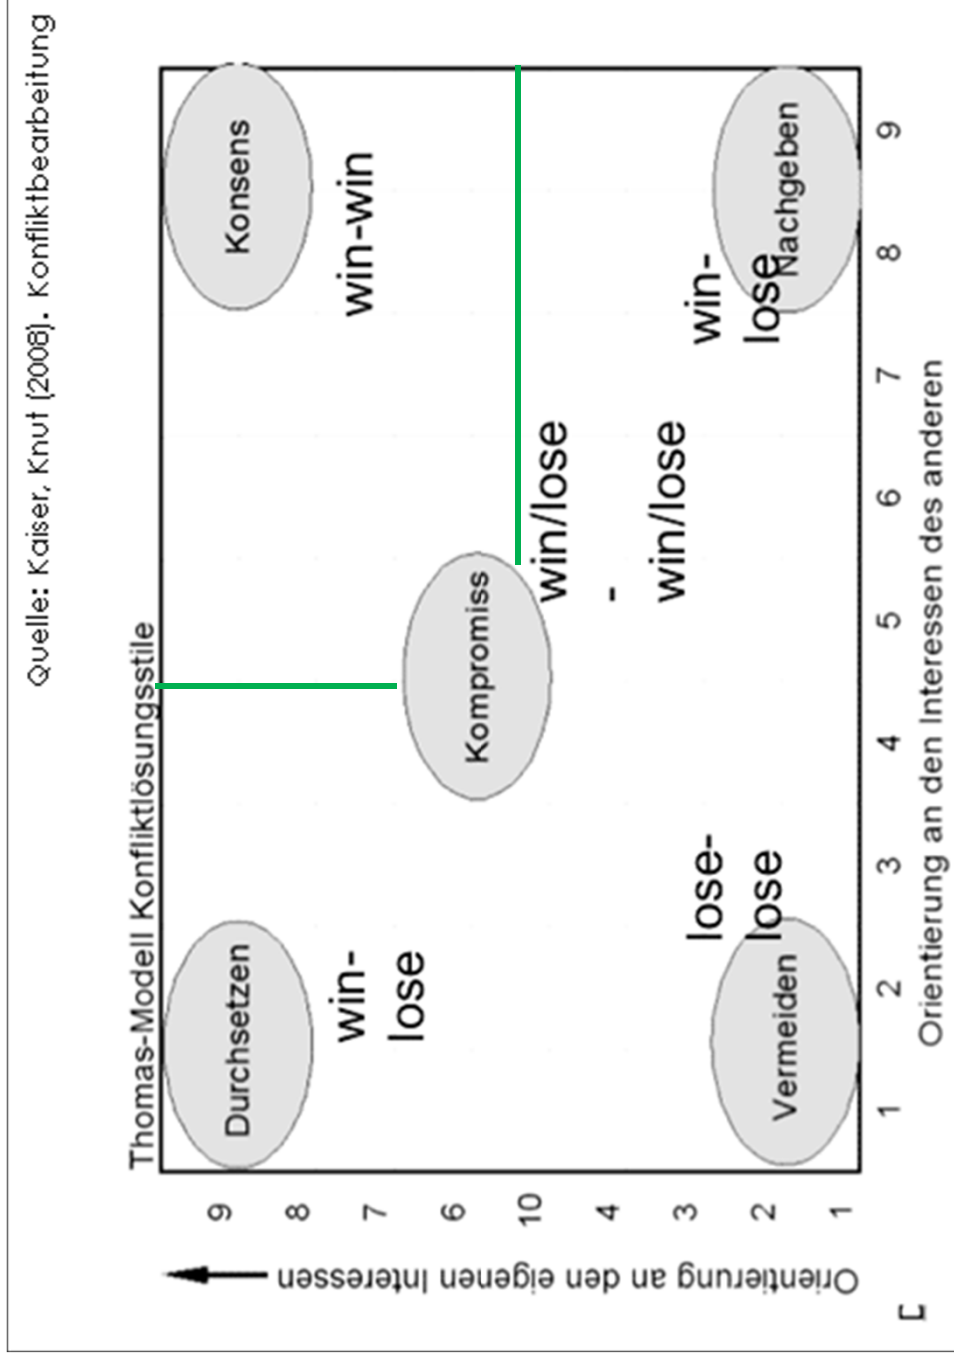 Quelle: Kaiser, Knut (2008). Konfliktbearbeitung
Thomas-Modell Konfliktlösungsstile
Orientierung an den eigenen Interessen
9
8
7
6
10
4
3
2
1
Durchsetzen
win-
lose
Konsens
win-win
Kompromiss
win/lose
-
win/lose
Vermeiden
lose-
lose
Nachgeben
win-
lose
1 2 3 4 5 6 7 8 9
Orientierung an den Interessen des anderen